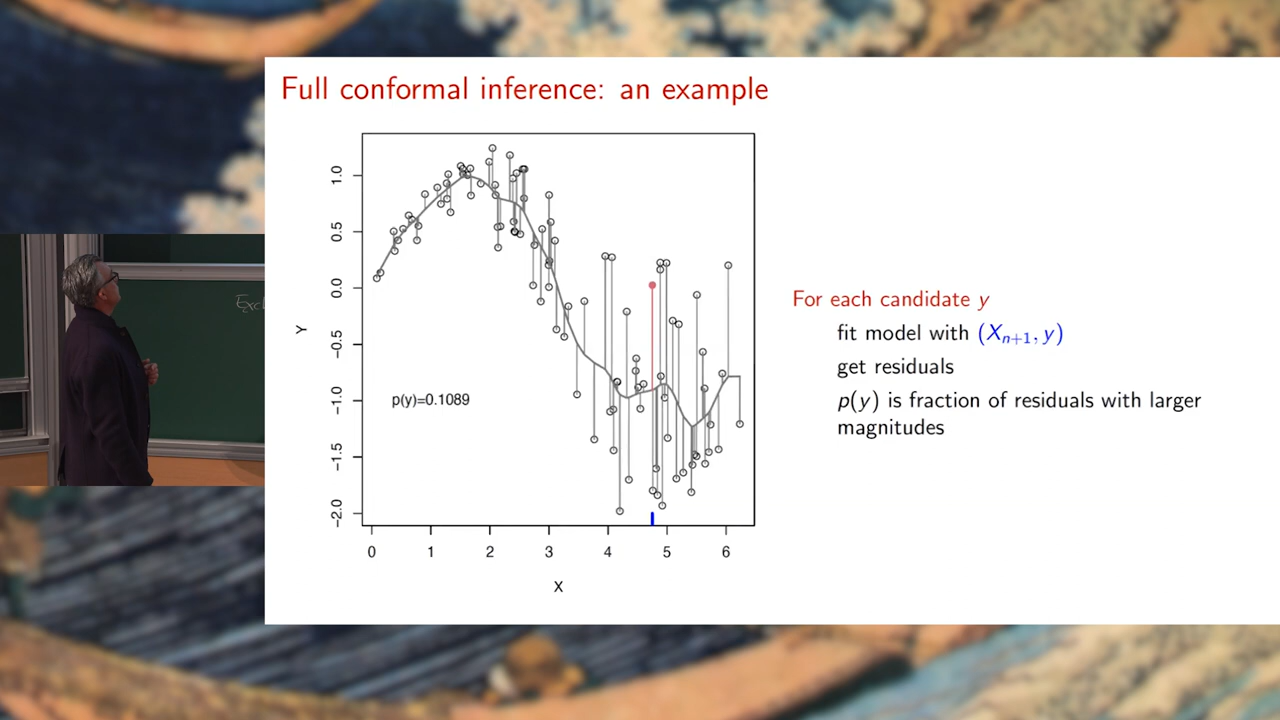 Full conformal inference: an example
1.0
0.5
0.0
-0.5
-1.0
-1.5
-2.0
Y
p(y)=0.1089
0 1 2 3 4 5 6
X
For each candidate y
fit model with (Xₙ₊₁, y)
get residuals
p(y) is fraction of residuals with larger
magnitudes